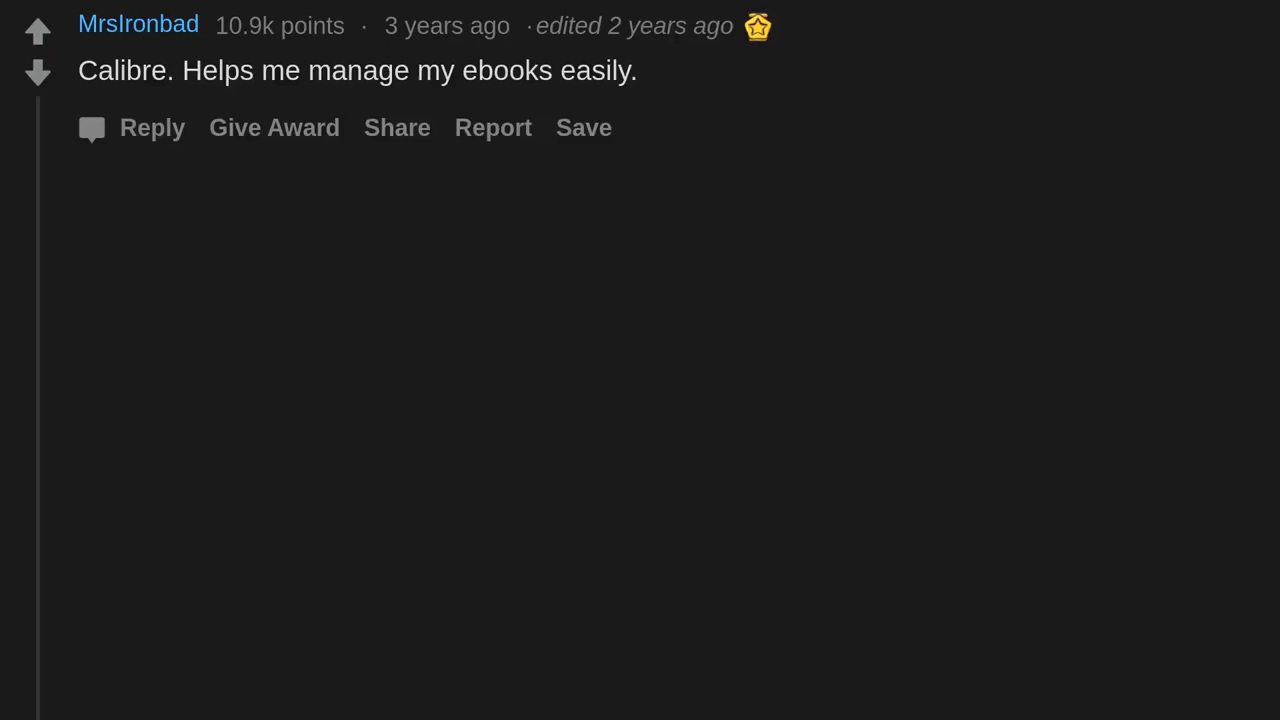 MrsIronbad 10.9k points · 3 years ago · edited 2 years ago
Calibre. Helps me manage my ebooks easily.
Reply Give Award Share Report Save